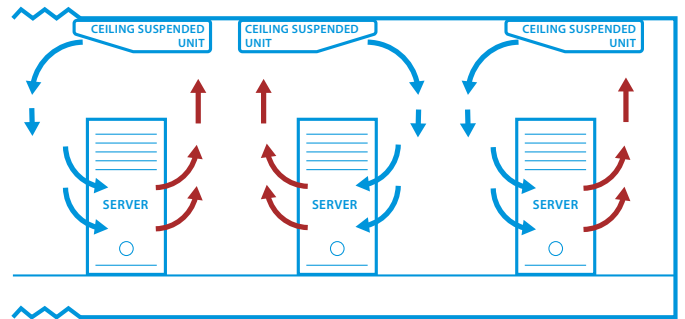 CEILING SUSPENDED
UNIT
CEILING SUSPENDED
UNIT
CEILING SUSPENDED
UNIT
SERVER
SERVER
SERVER